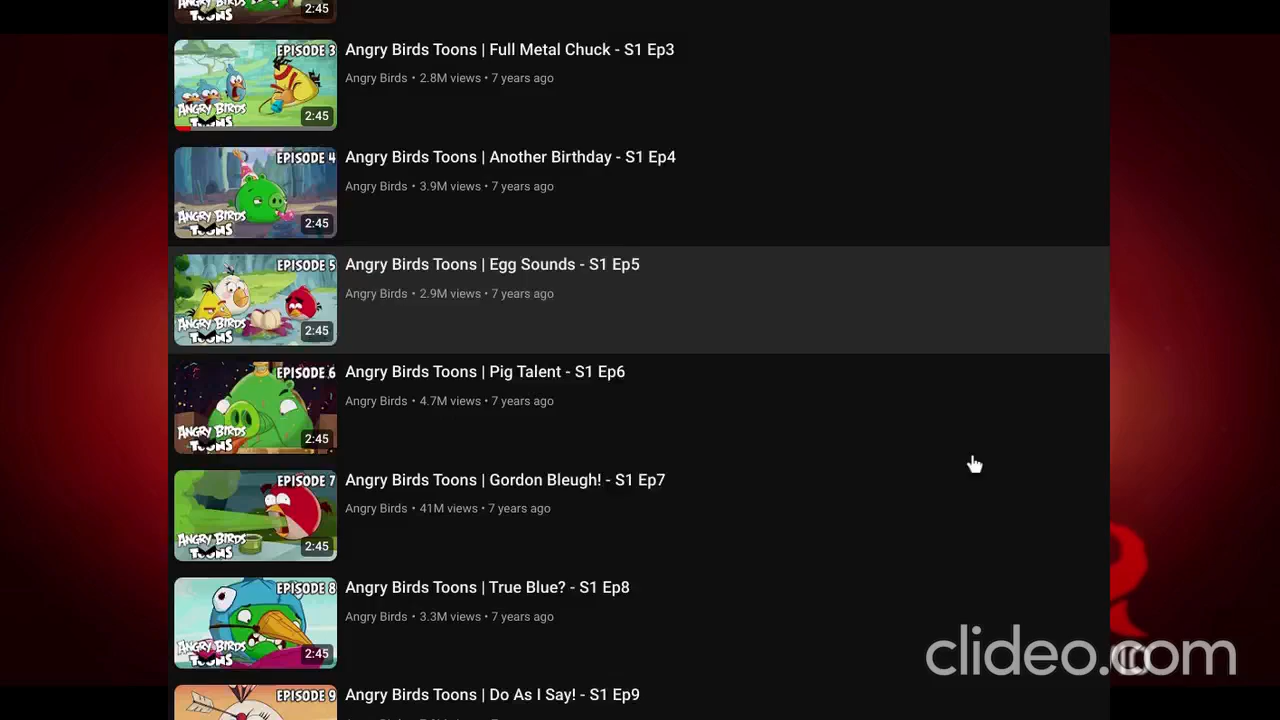 2:45
EPISODE 3
Angry Birds Toons | Full Metal Chuck - S1 Ep3
Angry Birds • 2.8M views • 7 years ago
ANGRY BIRDS
TOONS
2:45
EPISODE 4
Angry Birds Toons | Another Birthday - S1 Ep4
Angry Birds • 3.9M views • 7 years ago
ANGRY BIRDS
TOONS
2:45
EPISODE 5
Angry Birds Toons | Egg Sounds - S1 Ep5
Angry Birds • 2.9M views • 7 years ago
ANGRY BIRDS
TOONS
2:45
EPISODE 6
Angry Birds Toons | Pig Talent - S1 Ep6
Angry Birds • 4.7M views • 7 years ago
ANGRY BIRDS
TOONS
2:45
EPISODE 7
Angry Birds Toons | Gordon Bleugh! - S1 Ep7
Angry Birds • 41M views • 7 years ago
ANGRY BIRDS
TOONS
2:45
EPISODE 8
Angry Birds Toons | True Blue? - S1 Ep8
Angry Birds • 3.3M views • 7 years ago
ANGRY BIRDS
TOONS
2:45
clideo.com
EPISODE 9
Angry Birds Toons | Do As I Say! - S1 Ep9